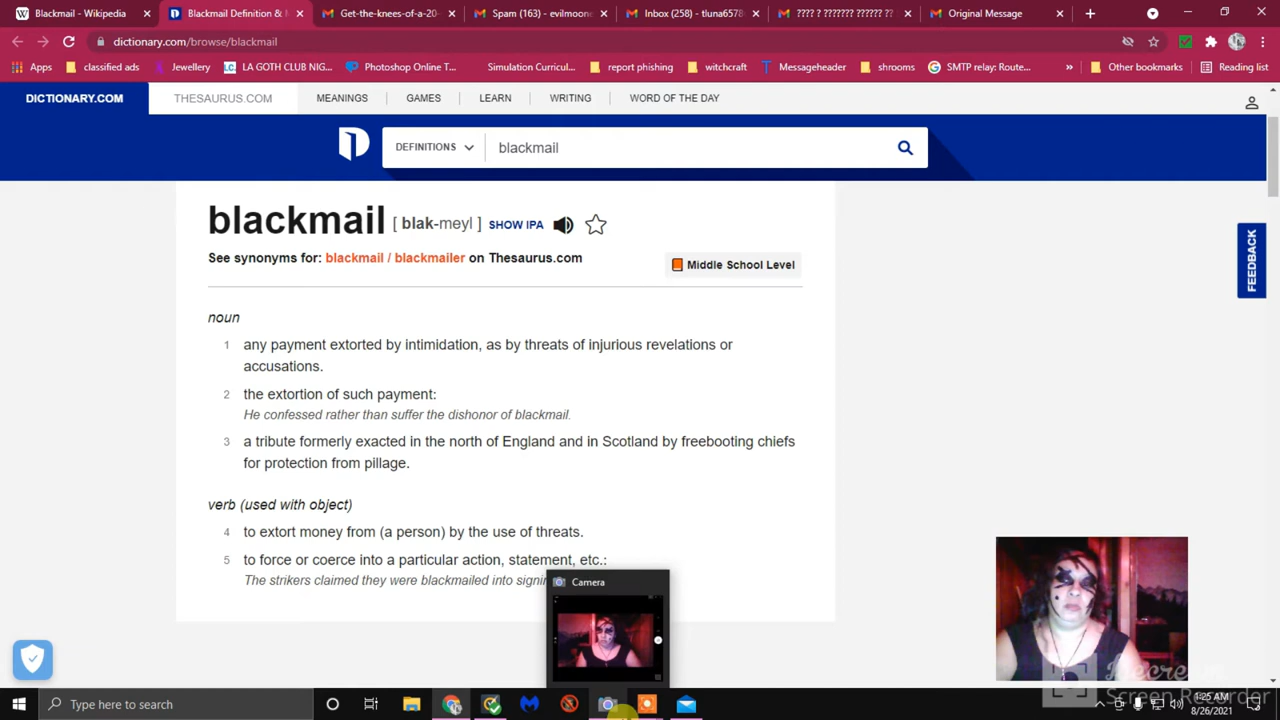 Blackmail - Wikipedia
Blackmail Definition & M
Get-the-knees-of-a-20-
Spam (163) - evilmoone
Inbox (258) - tluna6578
???? ? ??????? ?????? ??
Original Message
dictionary.com/browse/blackmail
Apps
classified ads
Jewellery
LA GOTH CLUB NIG...
Photoshop Online T...
Simulation Curricul...
report phishing
witchcraft
Messageheader
shrooms
SMTP relay: Route...
»
Other bookmarks
Reading list
DICTIONARY.COM
THESAURUS.COM
MEANINGS
GAMES
LEARN
WRITING
WORD OF THE DAY
DEFINITIONS
blackmail
blackmail [ blak-meyl ] SHOW IPA
See synonyms for: blackmail / blackmailer on Thesaurus.com
Middle School Level
FEEDBACK
noun
1 any payment extorted by intimidation, as by threats of injurious revelations or
accusations.
2 the extortion of such payment:
He confessed rather than suffer the dishonor of blackmail.
3 a tribute formerly exacted in the north of England and in Scotland by freebooting chiefs
for protection from pillage.
verb (used with object)
4 to extort money from (a person) by the use of threats.
5 to force or coerce into a particular action, statement, etc.:
The strikers claimed they were blackmailed into signi
Camera
Icecream
Screen Recorder
Type here to search
1:25 AM
8/26/2021